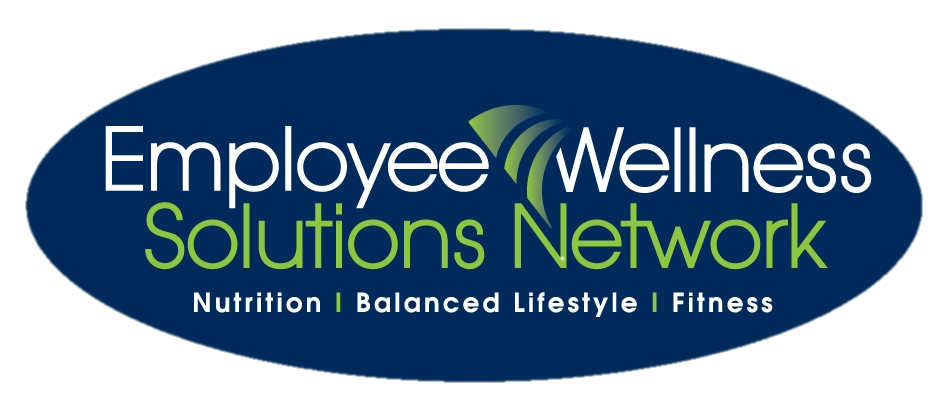 Employee Wellness
Solutions Network
Nutrition | Balanced Lifestyle | Fitness